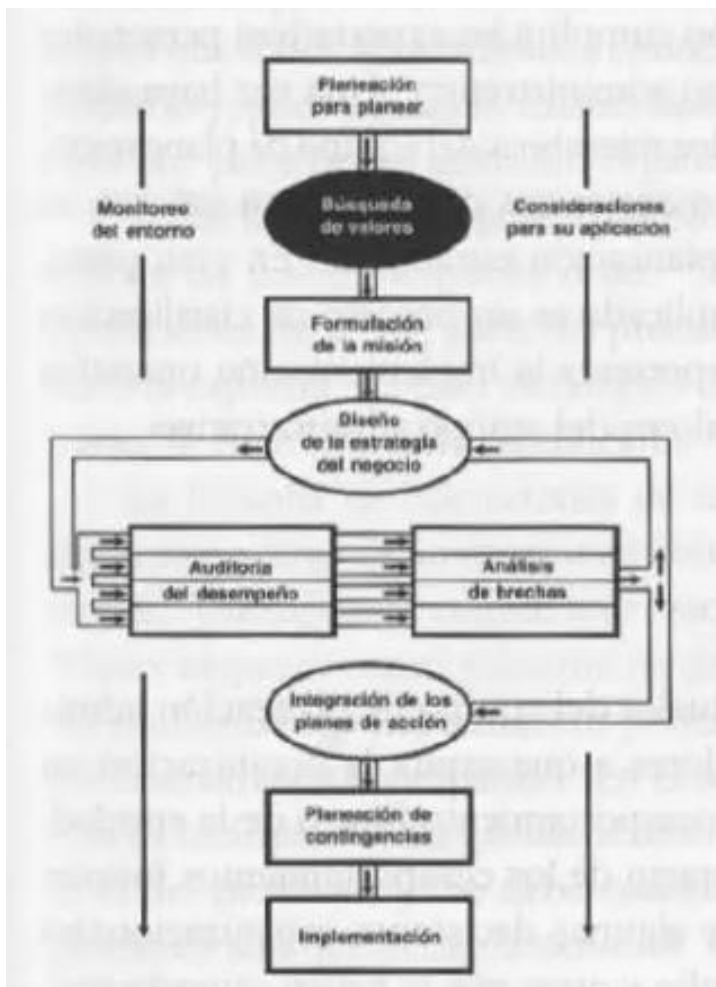 Planeación
para planear
Monitoreo
del entorno
Búsqueda
de valores
Consideraciones
para su aplicación
Formulación
de la misión
Diseño
de la estrategia
del negocio
Auditoría
del desempeño
Análisis
de brechas
Integración de los
planes de acción
Planeación de
contingencias
Implementación